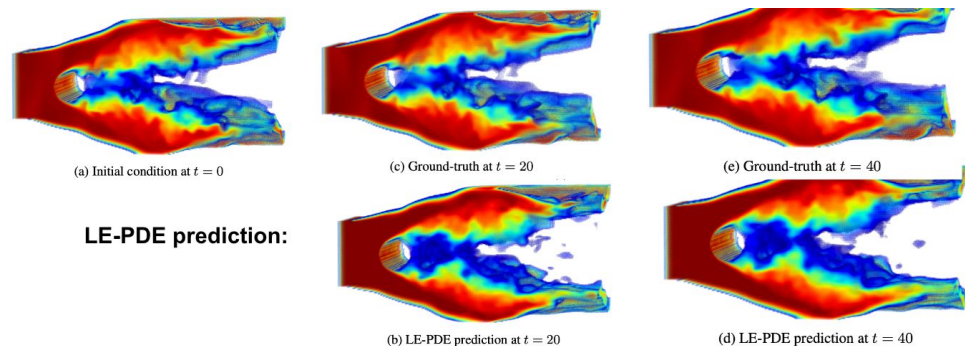 (a) Initial condition at t = 0
(c) Ground-truth at t = 20
(e) Ground-truth at t = 40
LE-PDE prediction:
(b) LE-PDE prediction at t = 20
(d) LE-PDE prediction at t = 40